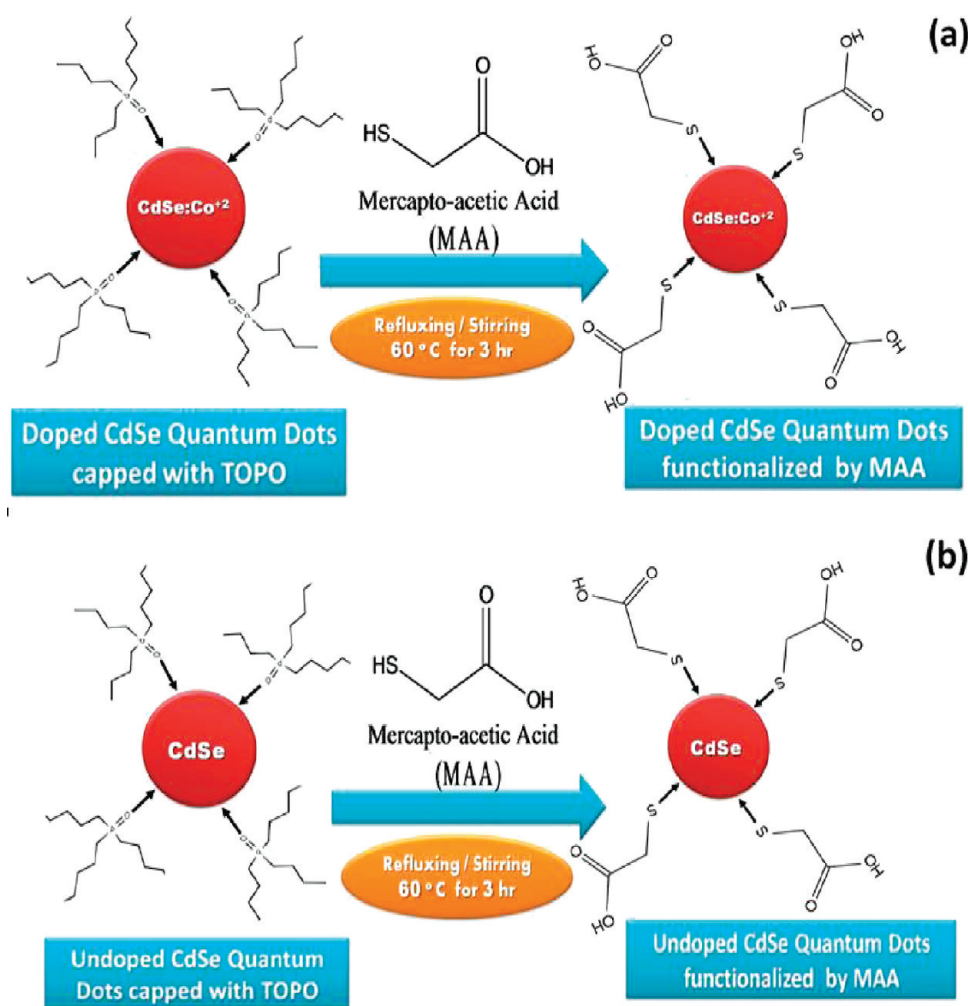 (a)
CdSe:Co+2
HS
O
OH
Mercapto-acetic Acid
(MAA)
Refluxing / Stirring
60 °C for 3 hr
HO
O
S
OH
O
S
CdSe:Co+2
S
O
HO
S
O
OH
Doped CdSe Quantum Dots
capped with TOPO
Doped CdSe Quantum Dots
functionalized by MAA
(b)
CdSe
HS
O
OH
Mercapto-acetic Acid
(MAA)
Refluxing / Stirring
60 °C for 3 hr
OH
O
S
OH
O
S
CdSe
S
O
HO
S
O
OH
Undoped CdSe Quantum
Dots capped with TOPO
Undoped CdSe Quantum Dots
functionalized by MAA